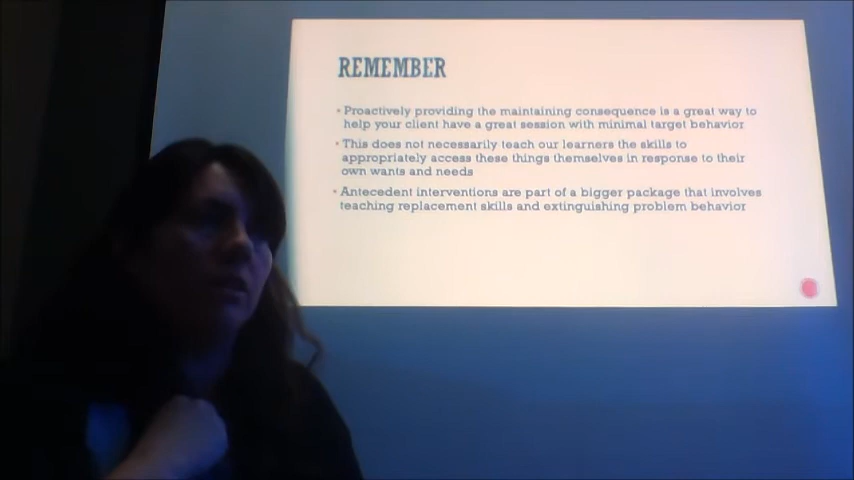 REMEMBER
Proactively providing the maintaining consequence is a great way to
help your client have a great session with minimal target behavior
This does not necessarily teach our learners the skills to
appropriately access these things themselves in response to their
own wants and needs
Antecedent interventions are part of a bigger package that involves
teaching replacement skills and extinguishing problem behavior